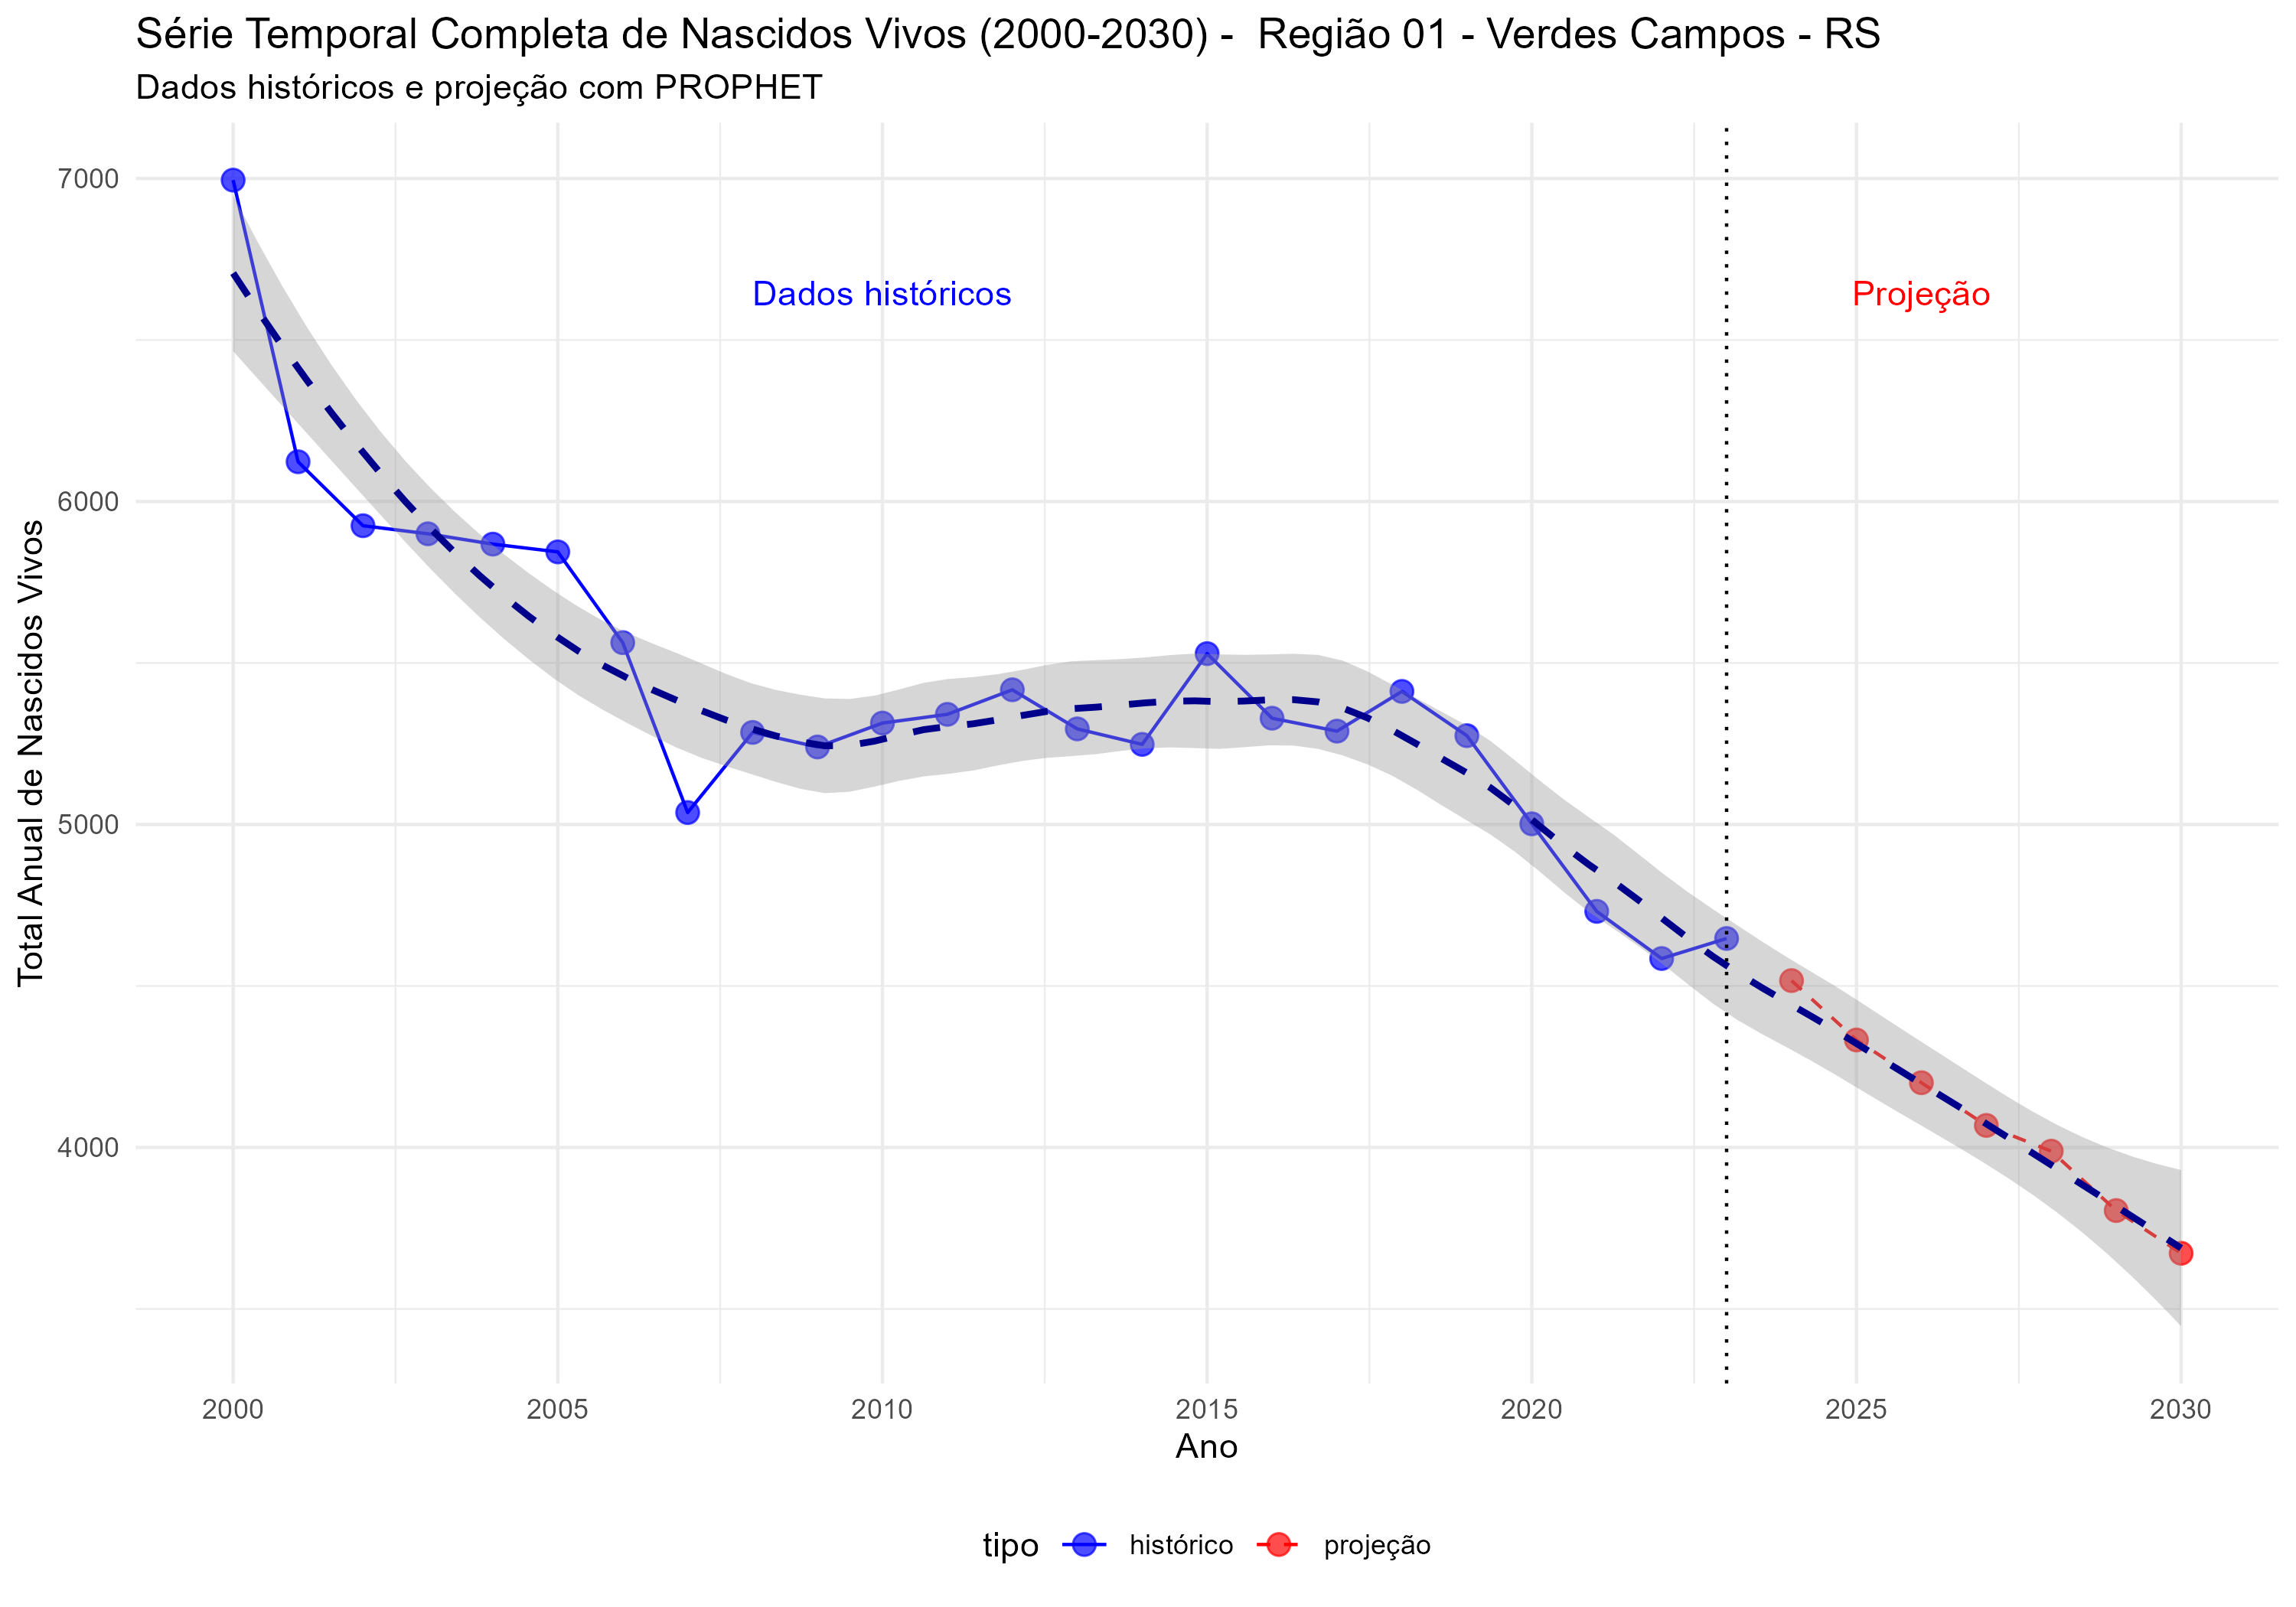 Série Temporal Completa de Nascidos Vivos (2000-2030) -  Região 01 - Verdes Campos - RS
Dados históricos e projeção com PROPHET
Total Anual de Nascidos Vivos
7000
6000
5000
4000
Dados históricos
Projeção
2000
2005
2010
2015
2020
2025
2030
Ano
tipo
histórico
projeção